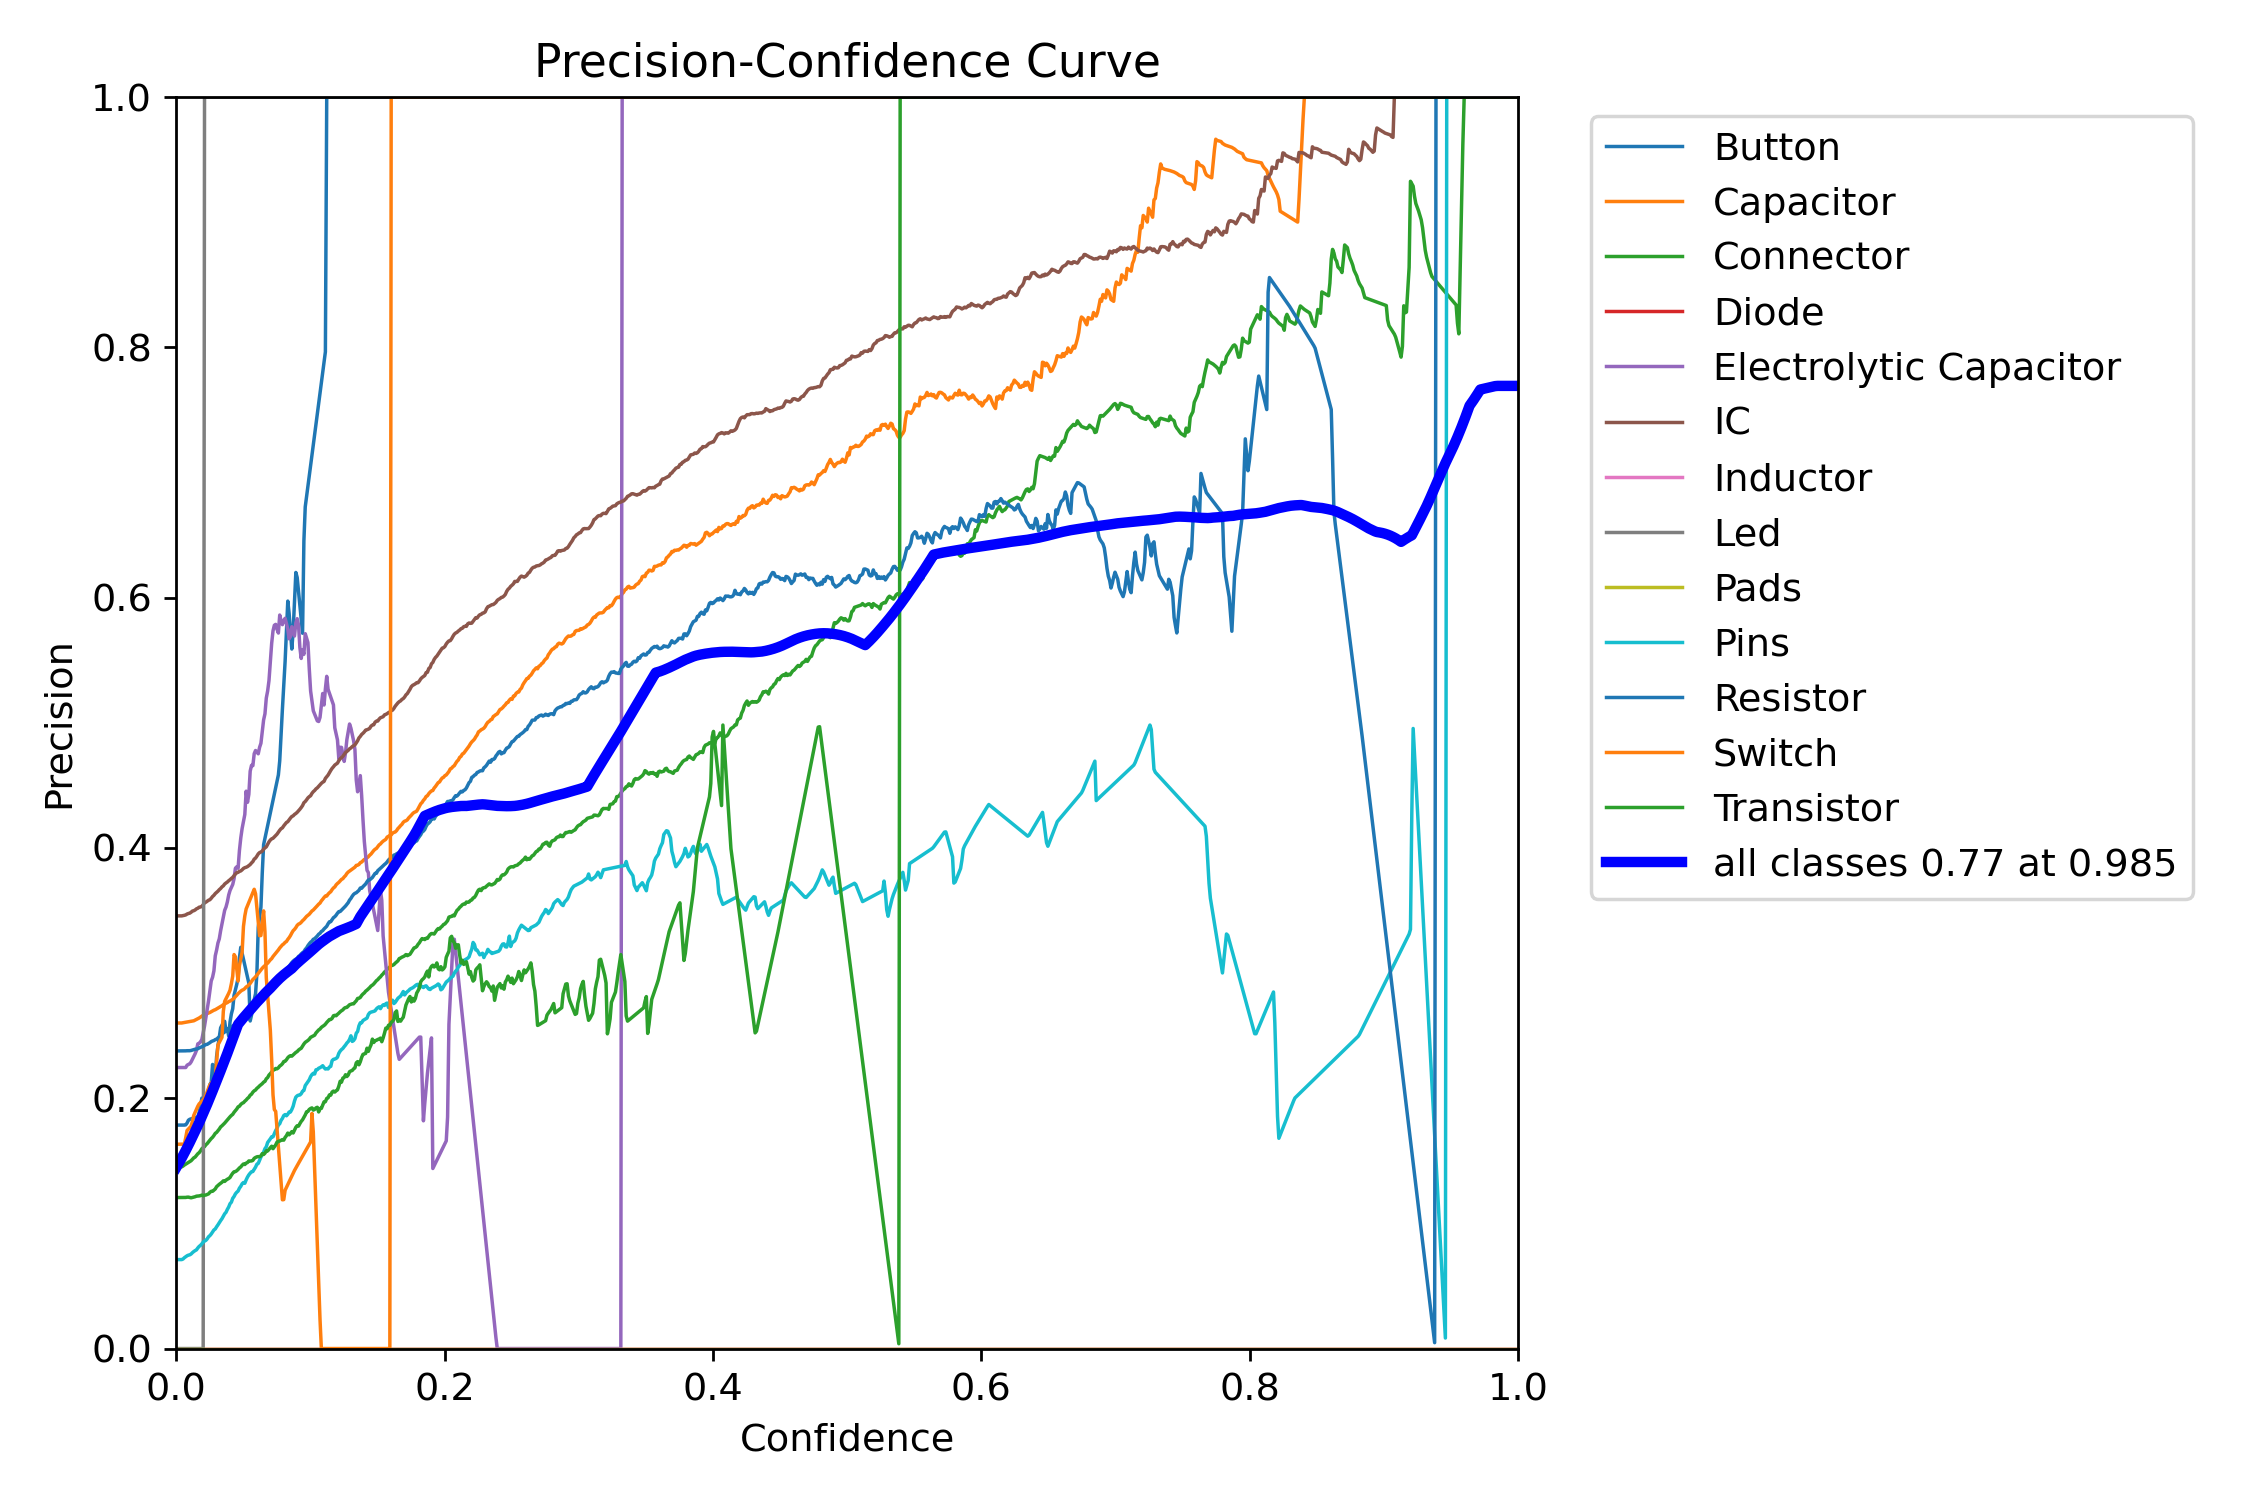 Precision-Confidence Curve
1.0
0.8
0.6
0.4
0.2
0.0
Precision
0.0 0.2 0.4 0.6 0.8 1.0
Confidence
Button
Capacitor
Connector
Diode
Electrolytic Capacitor
IC
Inductor
Led
Pads
Pins
Resistor
Switch
Transistor
all classes 0.77 at 0.985